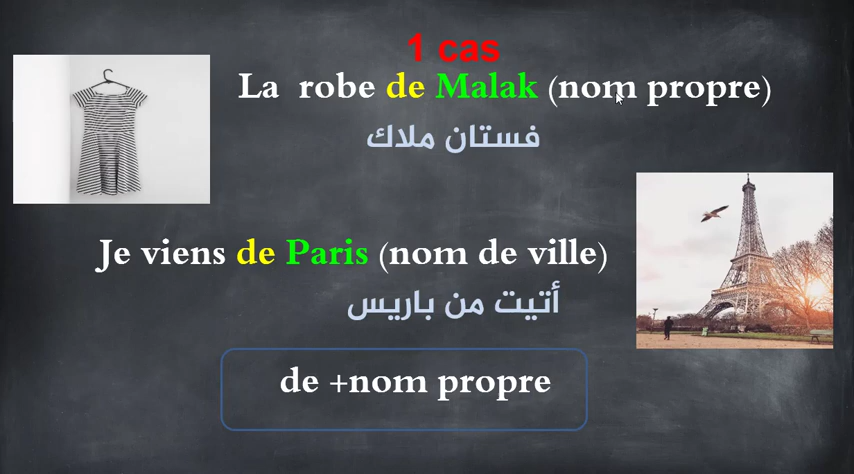 1 cas
La robe de Malak (nom propre)
فستان ملاك
Je viens de Paris (nom de ville)
أتيت من باريس
de +nom propre